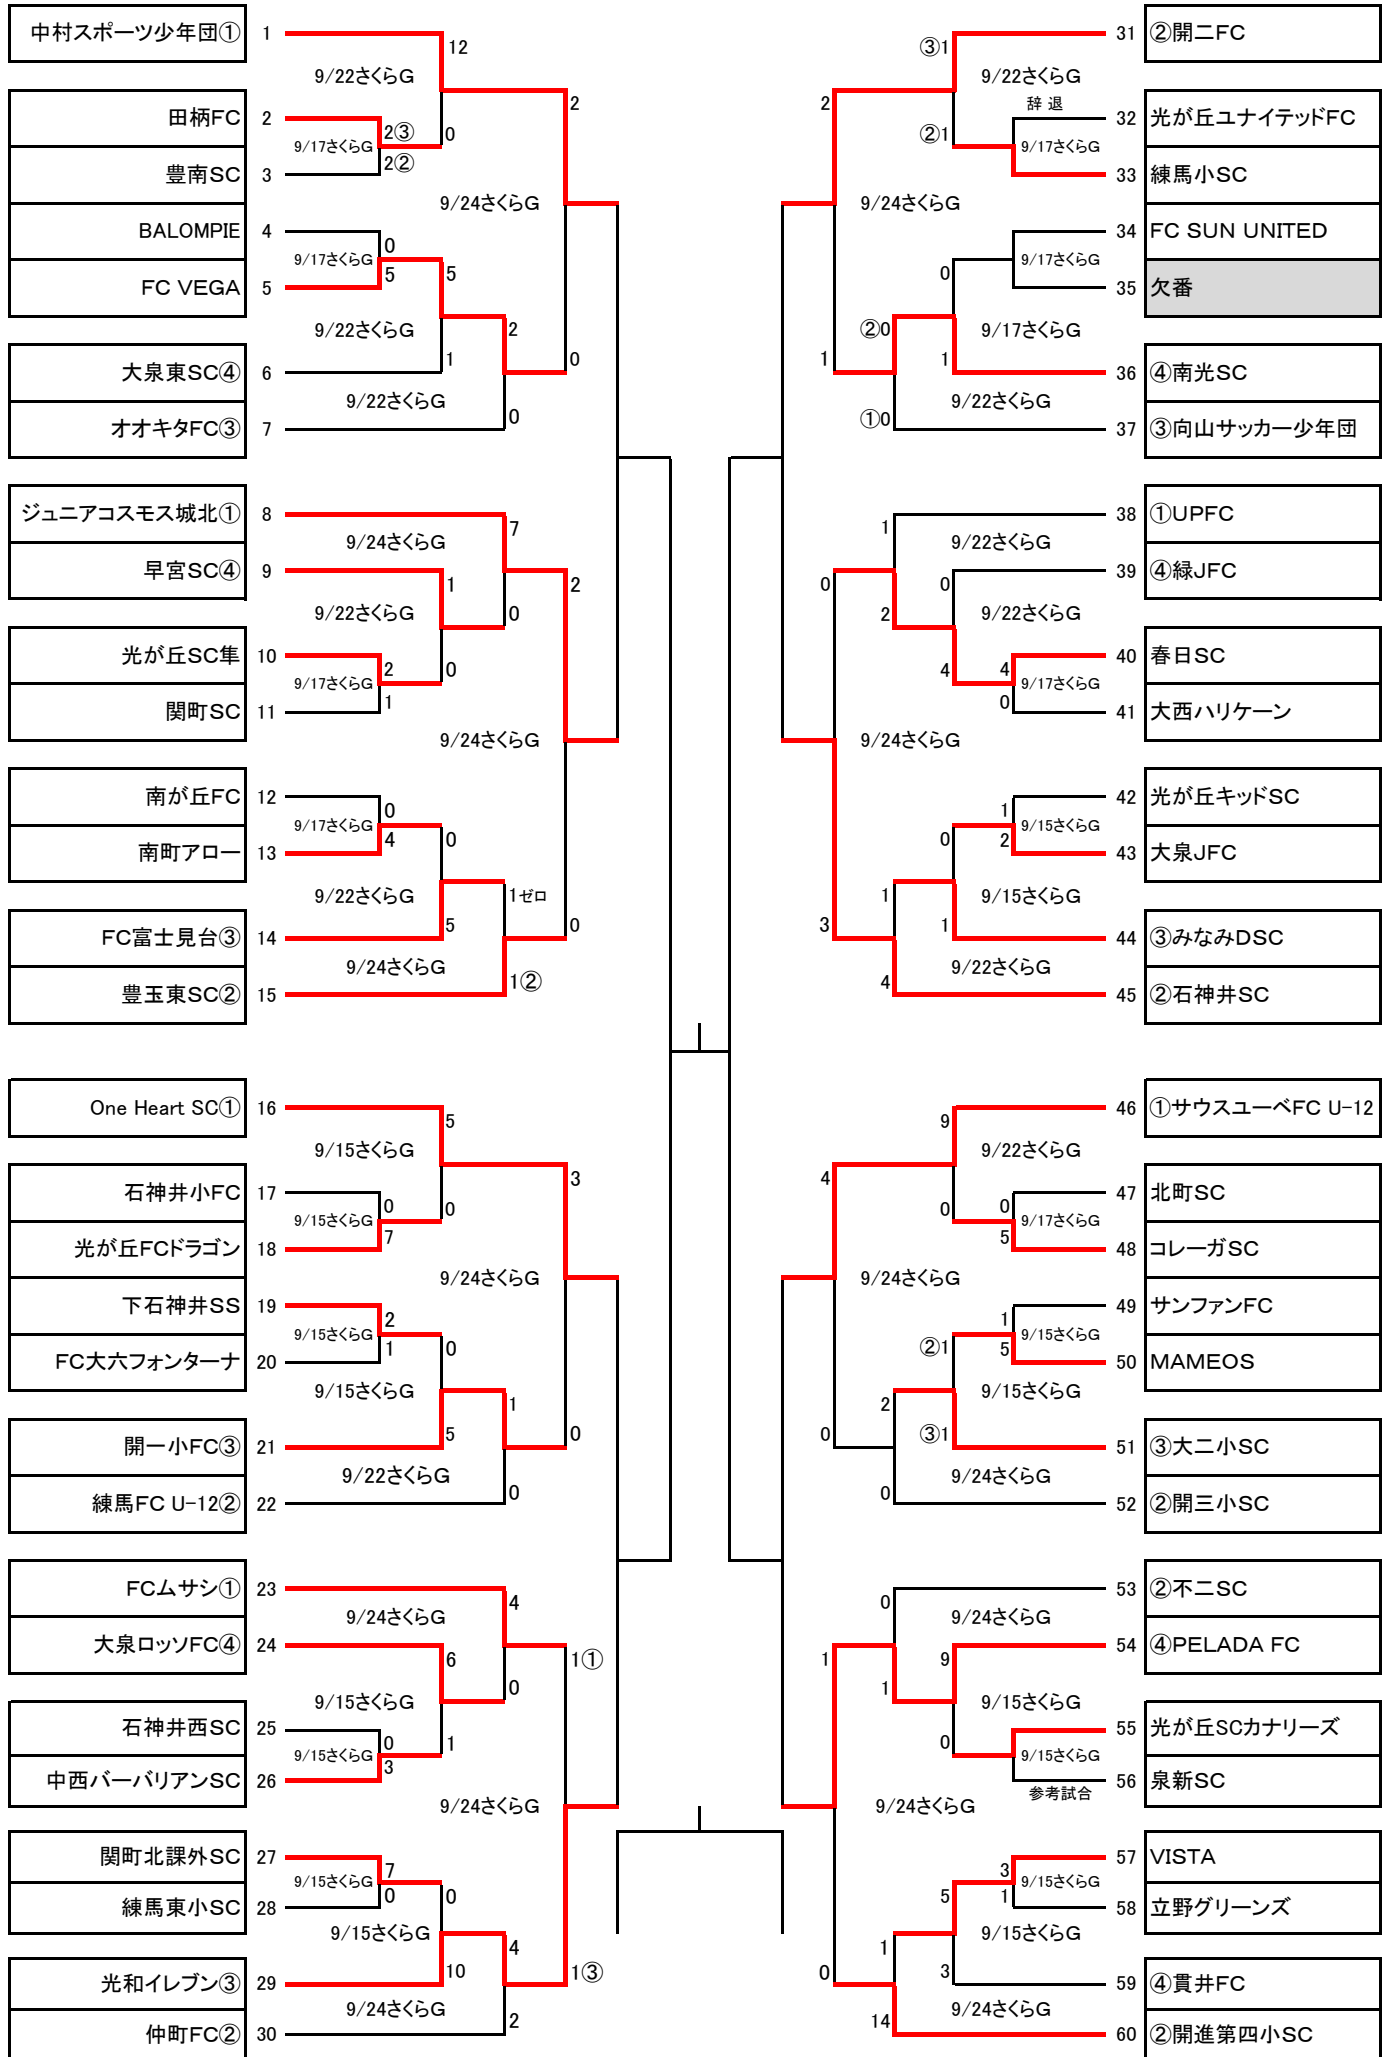 中村スポーツ少年団① 1
12
9/22さくらG
2
田柄FC 2
2③
9/17さくらG
0
2②
豊南SC 3
9/24さくらG
BALOMPIE 4
0
9/17さくらG
5
5
FC VEGA 5
9/22さくらG
2
1
0
大泉東SC④ 6
9/22さくらG
0
オオキタFC③ 7
ジュニアコスモス城北① 8
7
9/24さくらG
早宮SC④ 9
1
2
9/22さくらG
0
光が丘SC隼 10
2
0
9/17さくらG
1
関町SC 11
9/24さくらG
南が丘FC 12
0
9/17さくらG
4
0
南町アロー 13
9/22さくらG
1ゼロ
5
0
FC富士見台③ 14
9/24さくらG
1②
豊玉東SC② 15
One Heart SC① 16
5
9/15さくらG
3
石神井小FC 17
0
0
9/15さくらG
7
光が丘FCドラゴン 18
9/24さくらG
下石神井SS 19
2
9/15さくらG
1
0
FC大六フォンターナ 20
9/15さくらG
1
5
0
開一小FC③ 21
9/22さくらG
0
練馬FC U-12② 22
FCムサシ① 23
4
9/24さくらG
大泉ロッソFC④ 24
6
1①
0
9/15さくらG
石神井西SC 25
0
1
9/15さくらG
3
中西バーバリアンSC 26
9/24さくらG
関町北課外SC 27
7
9/15さくらG
0
0
練馬東小SC 28
9/15さくらG
4
10
1③
光和イレブン③ 29
9/24さくらG
2
仲町FC② 30
③1
31 ②開二FC
9/22さくらG
2
辞 退
32 光が丘ユナイテッドFC
②1
9/17さくらG
33 練馬小SC
9/24さくらG
34 FC SUN UNITED
9/17さくらG
0
35 欠番
②0
9/17さくらG
1
1
36 ④南光SC
9/22さくらG
①0
37 ③向山サッカー少年団
38 ①UPFC
1
9/22さくらG
39 ④緑JFC
0
0
2
9/22さくらG
40 春日SC
4
4
9/17さくらG
0
41 大西ハリケーン
9/24さくらG
42 光が丘キッドSC
1
9/15さくらG
0
2
43 大泉JFC
1
9/15さくらG
3
1
44 ③みなみDSC
9/22さくらG
4
45 ②石神井SC
46 ①サウスユーベFC U-12
9
9/22さくらG
4
47 北町SC
0
0
9/17さくらG
5
48 コレーガSC
9/24さくらG
49 サンファンFC
1
9/15さくらG
②1
5
50 MAMEOS
9/15さくらG
2
0
③1
51 ③大二小SC
9/24さくらG
0
52 ②開三小SC
53 ②不二SC
0
9/24さくらG
54 ④PELADA FC
1
9
1
9/15さくらG
55 光が丘SCカナリーズ
0
9/15さくらG
56 泉新SC
参考試合
9/24さくらG
57 VISTA
3
9/15さくらG
5
1
58 立野グリーンズ
9/15さくらG
1
0
3
59 ④貫井FC
9/24さくらG
14
60 ②開進第四小SC